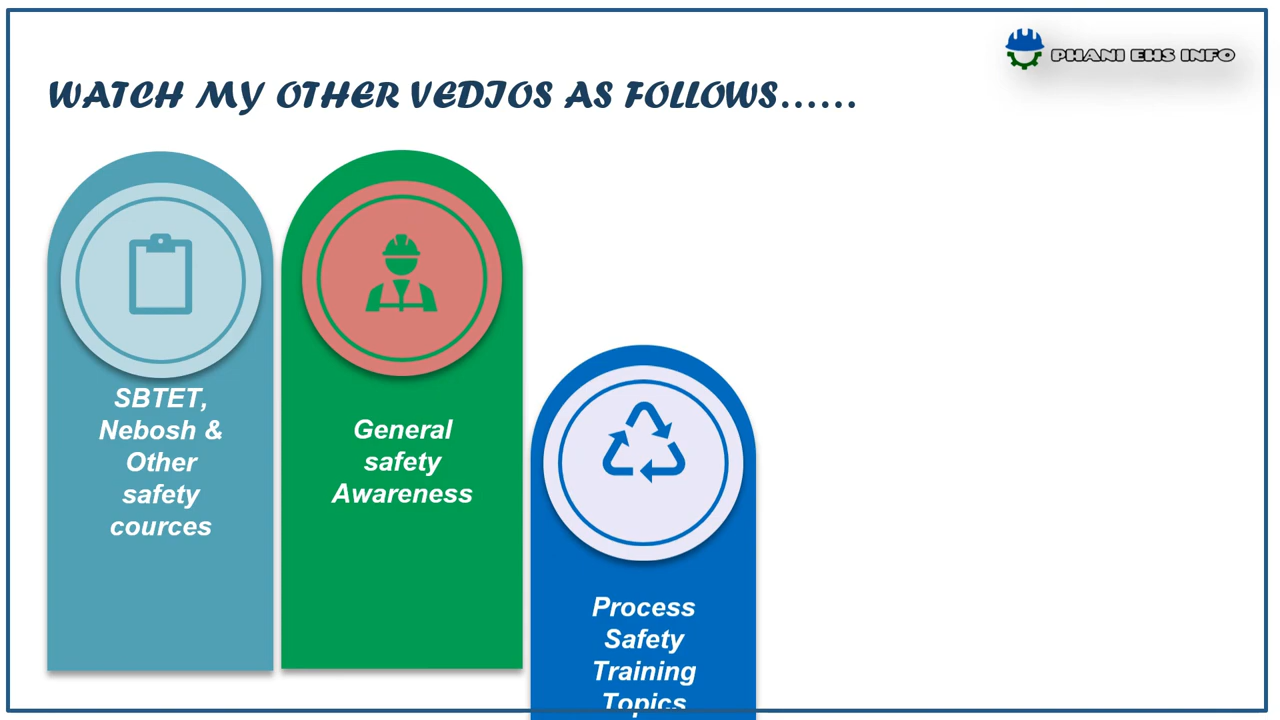 PHANI EHS INFO
WATCH MY OTHER VEDIOS AS FOLLOWS......
SBTET,
Nebosh &
Other
safety
cources
General
safety
Awareness
Process
Safety
Training
Topics